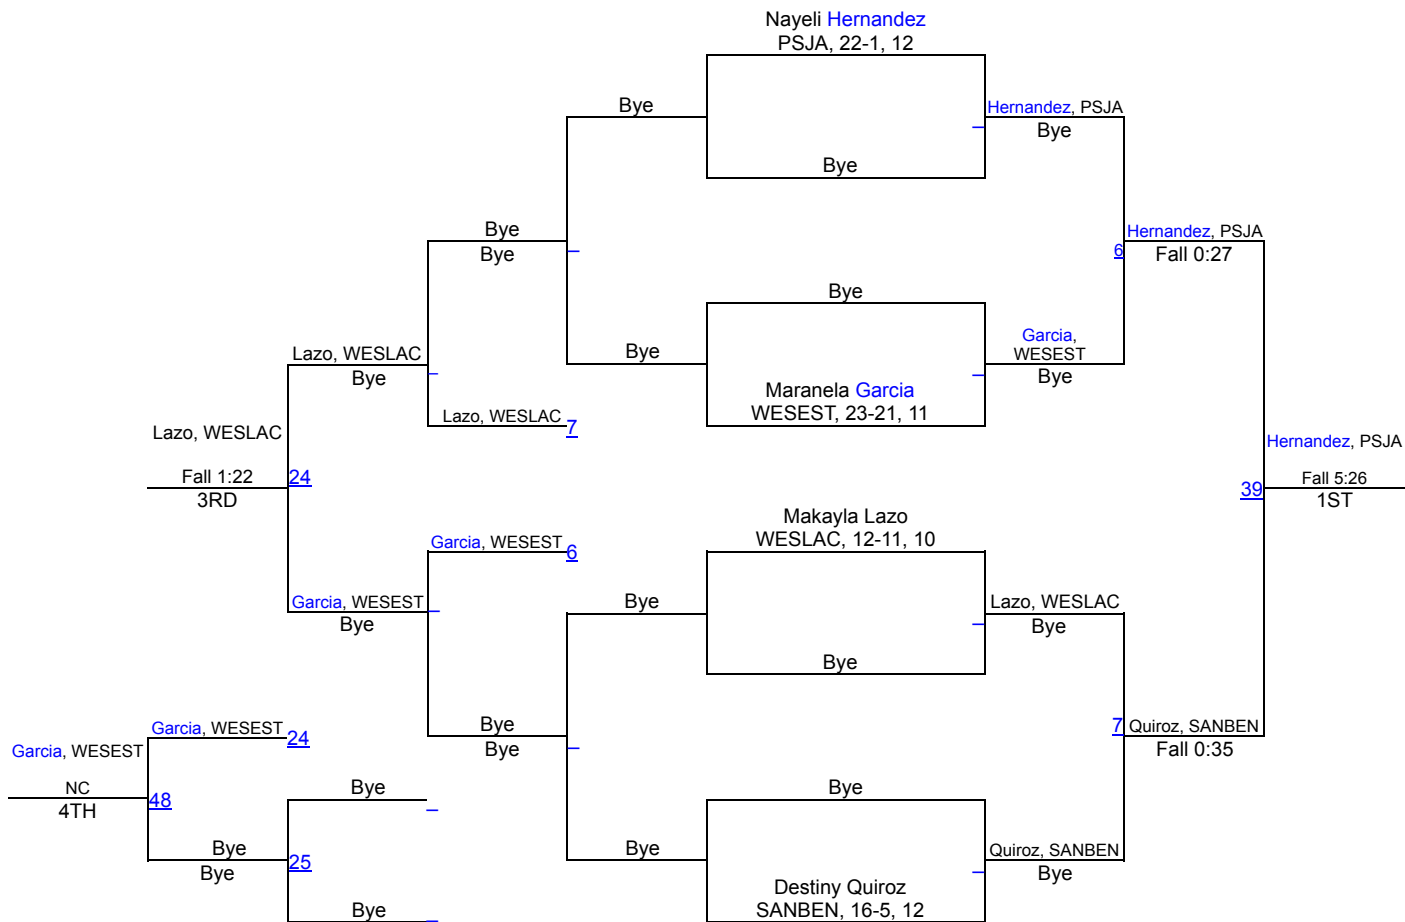 Nayeli Hernandez
PSJA, 22-1, 12
Bye
Hernandez, PSJA
Bye
Bye
Bye
Bye
Hernandez, PSJA
6
Fall 0:27
Bye
Lazo, WESLAC
Bye
Bye
Garcia,
WESEST
Bye
Maranela Garcia
WESEST, 23-21, 11
Lazo, WESLAC
7
Lazo, WESLAC
Fall 1:22
24
3RD
Hernandez, PSJA
39
Fall 5:26
1ST
Makayla Lazo
WESLAC, 12-11, 10
Garcia, WESEST
6
Garcia, WESEST
Bye
Bye
Lazo, WESLAC
Bye
Bye
Bye
Bye
7
Quiroz, SANBEN
Fall 0:35
Garcia, WESEST
24
Garcia, WESEST
NC
48
4TH
Bye
Bye
Bye
Bye
25
Bye
Bye
Quiroz, SANBEN
Bye
Destiny Quiroz
SANBEN, 16-5, 12